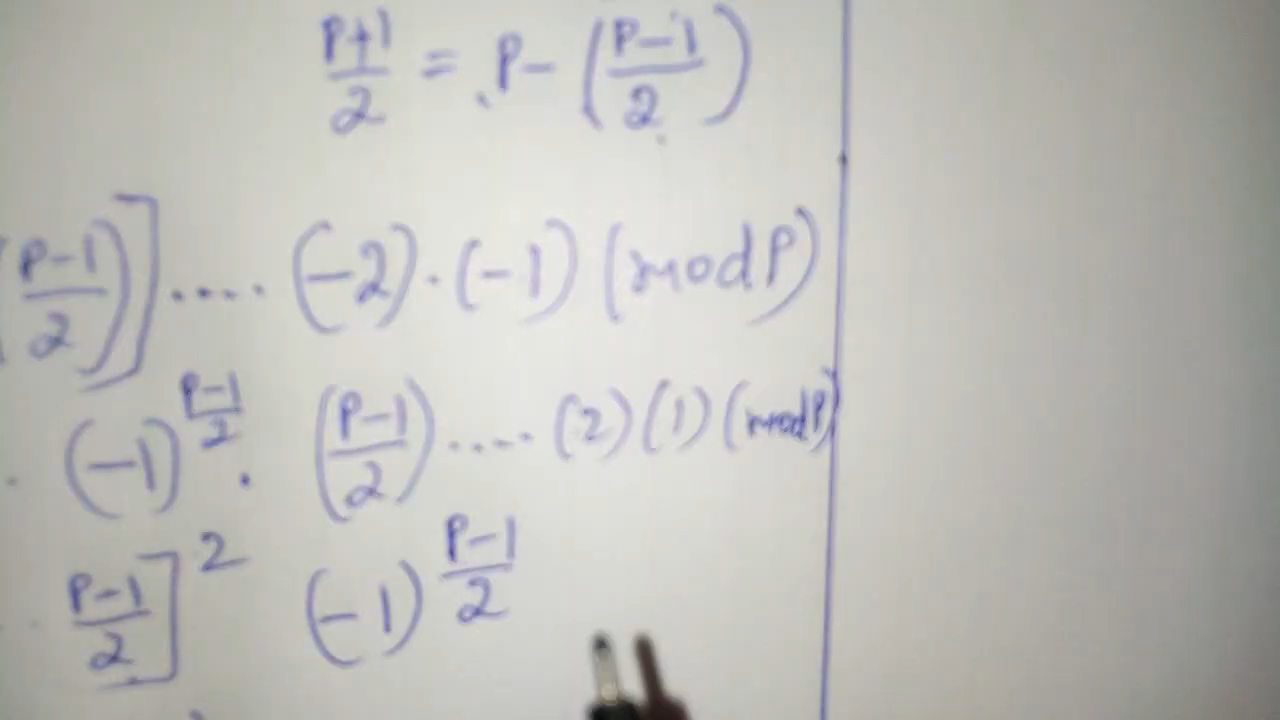 P+1/2 = P - (P-1/2)
(P-1/2)] .... (-2) . (-1) (mod P)
. (-1)^P-1/2 . (P-1/2) .... (2) (1) (mod P)
P-1/2]^2 (-1)^P-1/2